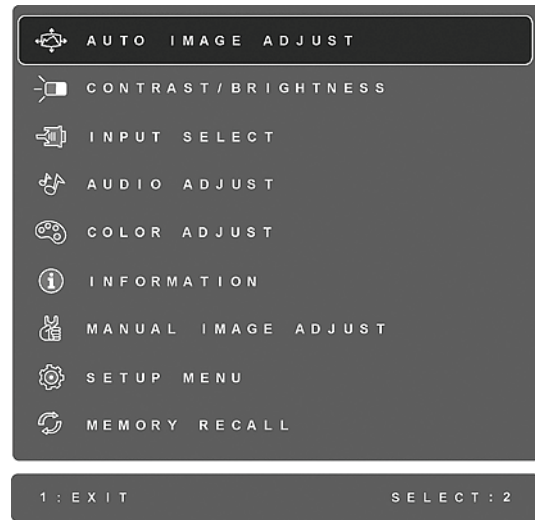 AUTO IMAGE ADJUST
CONTRAST/BRIGHTNESS
INPUT SELECT
AUDIO ADJUST
COLOR ADJUST
INFORMATION
MANUAL IMAGE ADJUST
SETUP MENU
MEMORY RECALL
1:EXIT SELECT:2